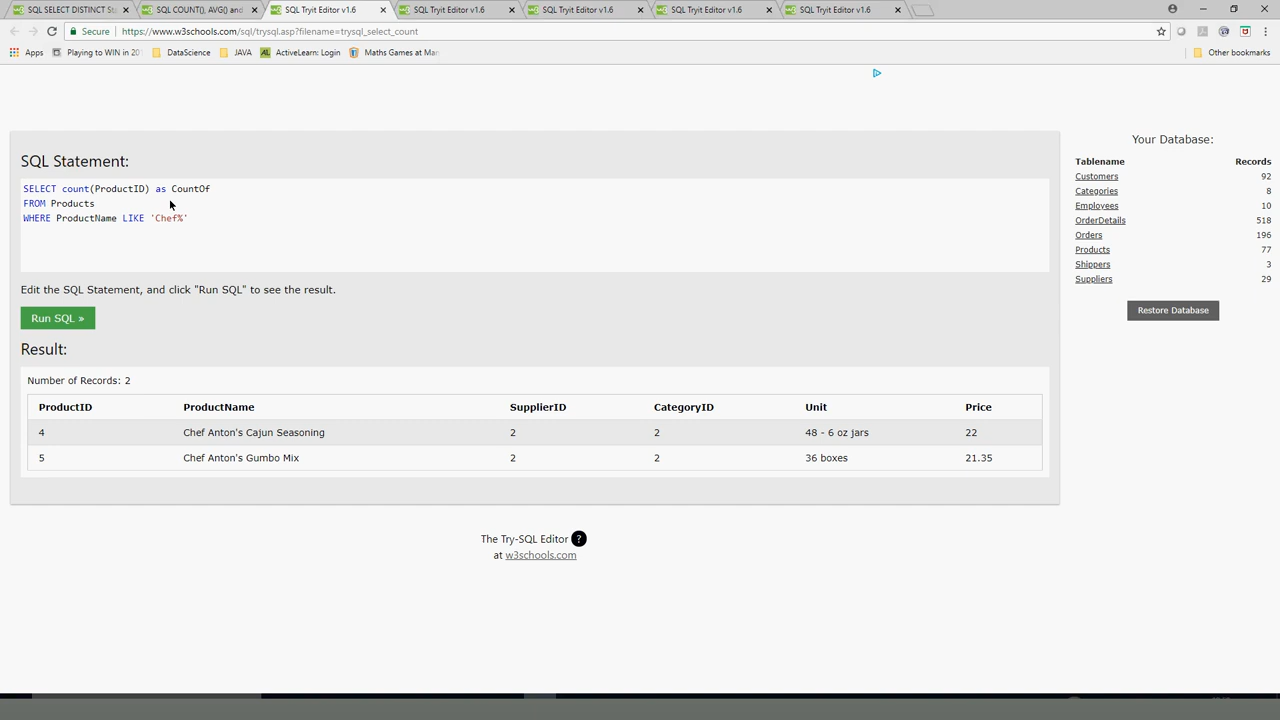 SQL SELECT DISTINCT St
SQL COUNT(), AVG() and
SQL Tryit Editor v1.6
SQL Tryit Editor v1.6
SQL Tryit Editor v1.6
SQL Tryit Editor v1.6
SQL Tryit Editor v1.6
Secure https://www.w3schools.com/sql/trysql.asp?filename=trysql_select_count
Apps Playing to WIN in 20 DataScience JAVA ActiveLearn: Login Maths Games at Mar Other bookmarks
SQL Statement:
SELECT count(ProductID) as CountOf
FROM Products
WHERE ProductName LIKE 'Chef%'
Edit the SQL Statement, and click "Run SQL" to see the result.
Run SQL »
Result:
Number of Records: 2
ProductID ProductName SupplierID CategoryID Unit Price
4 Chef Anton's Cajun Seasoning 2 2 48 - 6 oz jars 22
5 Chef Anton's Gumbo Mix 2 2 36 boxes 21.35
The Try-SQL Editor ?
at w3schools.com
Your Database:
Tablename Records
Customers 92
Categories 8
Employees 10
OrderDetails 518
Orders 196
Products 77
Shippers 3
Suppliers 29
Restore Database